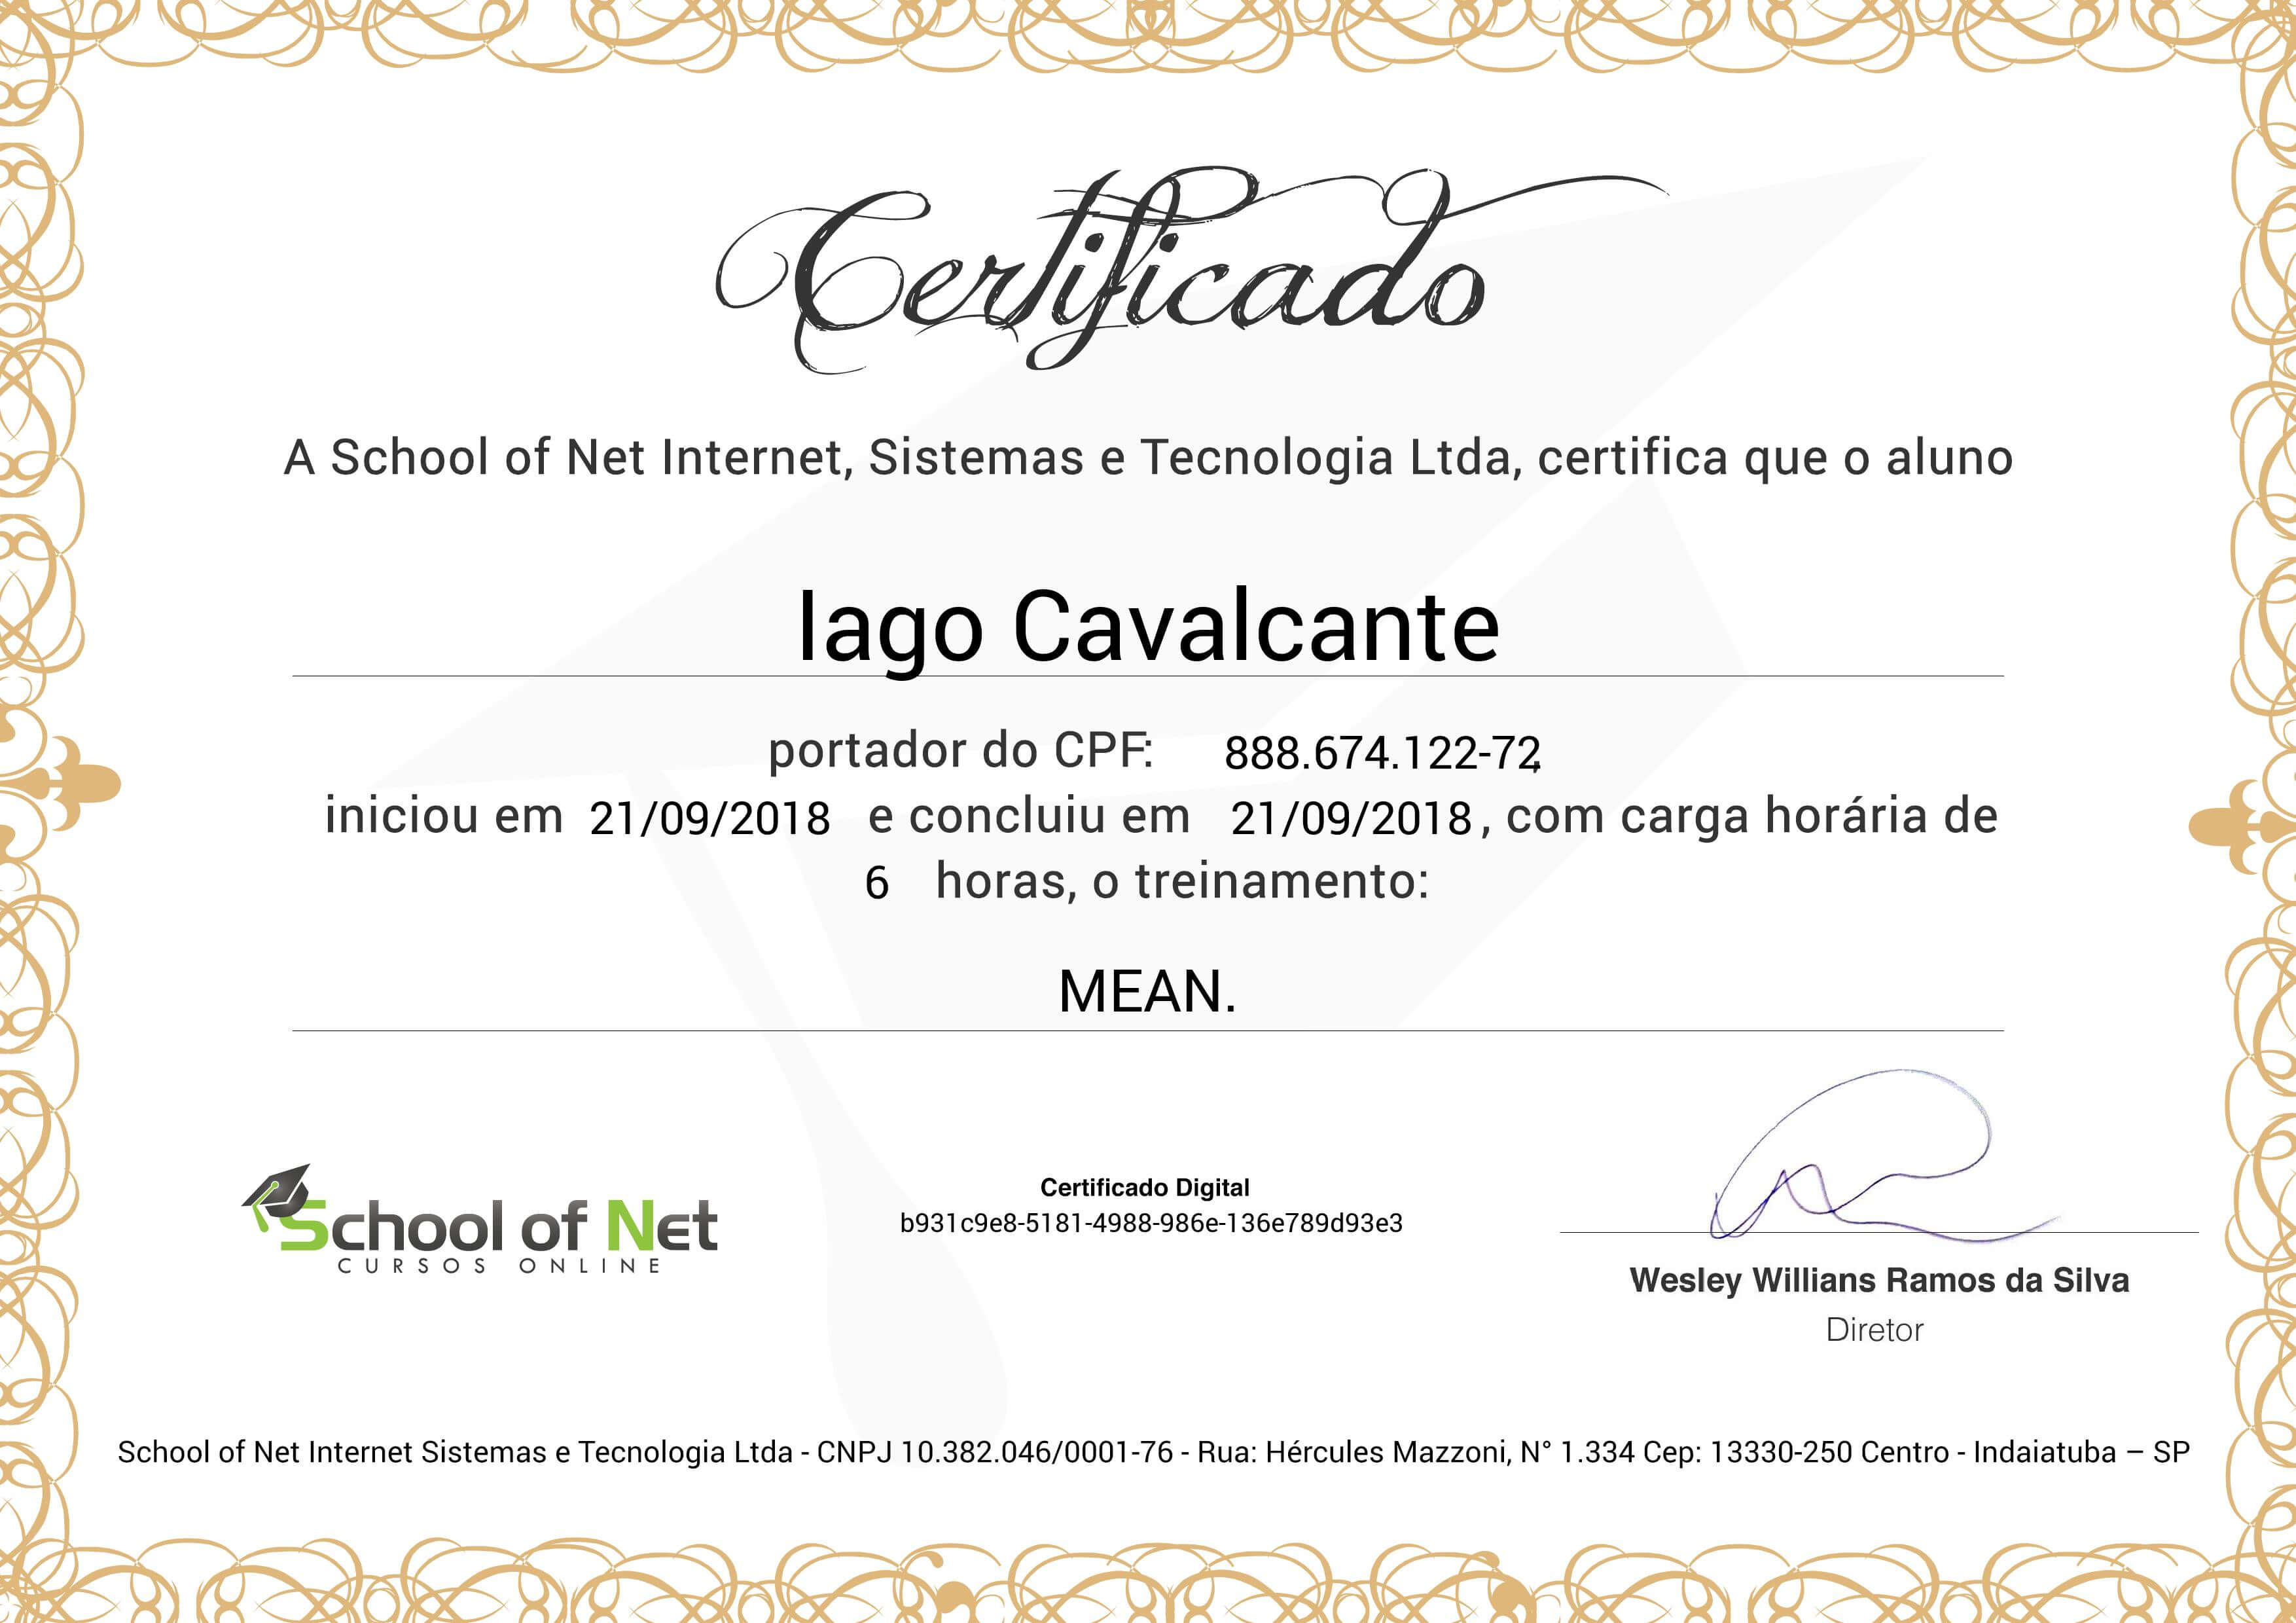 Certificado
A School of Net Internet, Sistemas e Tecnologia Ltda, certifica que o aluno
Iago Cavalcante
portador do CPF: 888.674.122-72,
iniciou em 21/09/2018 e concluiu em 21/09/2018, com carga horária de
6 horas, o treinamento:
MEAN.
School of Net
CURSOS ONLINE
Certificado Digital
b931c9e8-5181-4988-986e-136e789d93e3
Wesley Willians Ramos da Silva
Diretor
School of Net Internet Sistemas e Tecnologia Ltda - CNPJ 10.382.046/0001-76 - Rua: Hércules Mazzoni, N° 1.334 Cep: 13330-250 Centro - Indaiatuba – SP